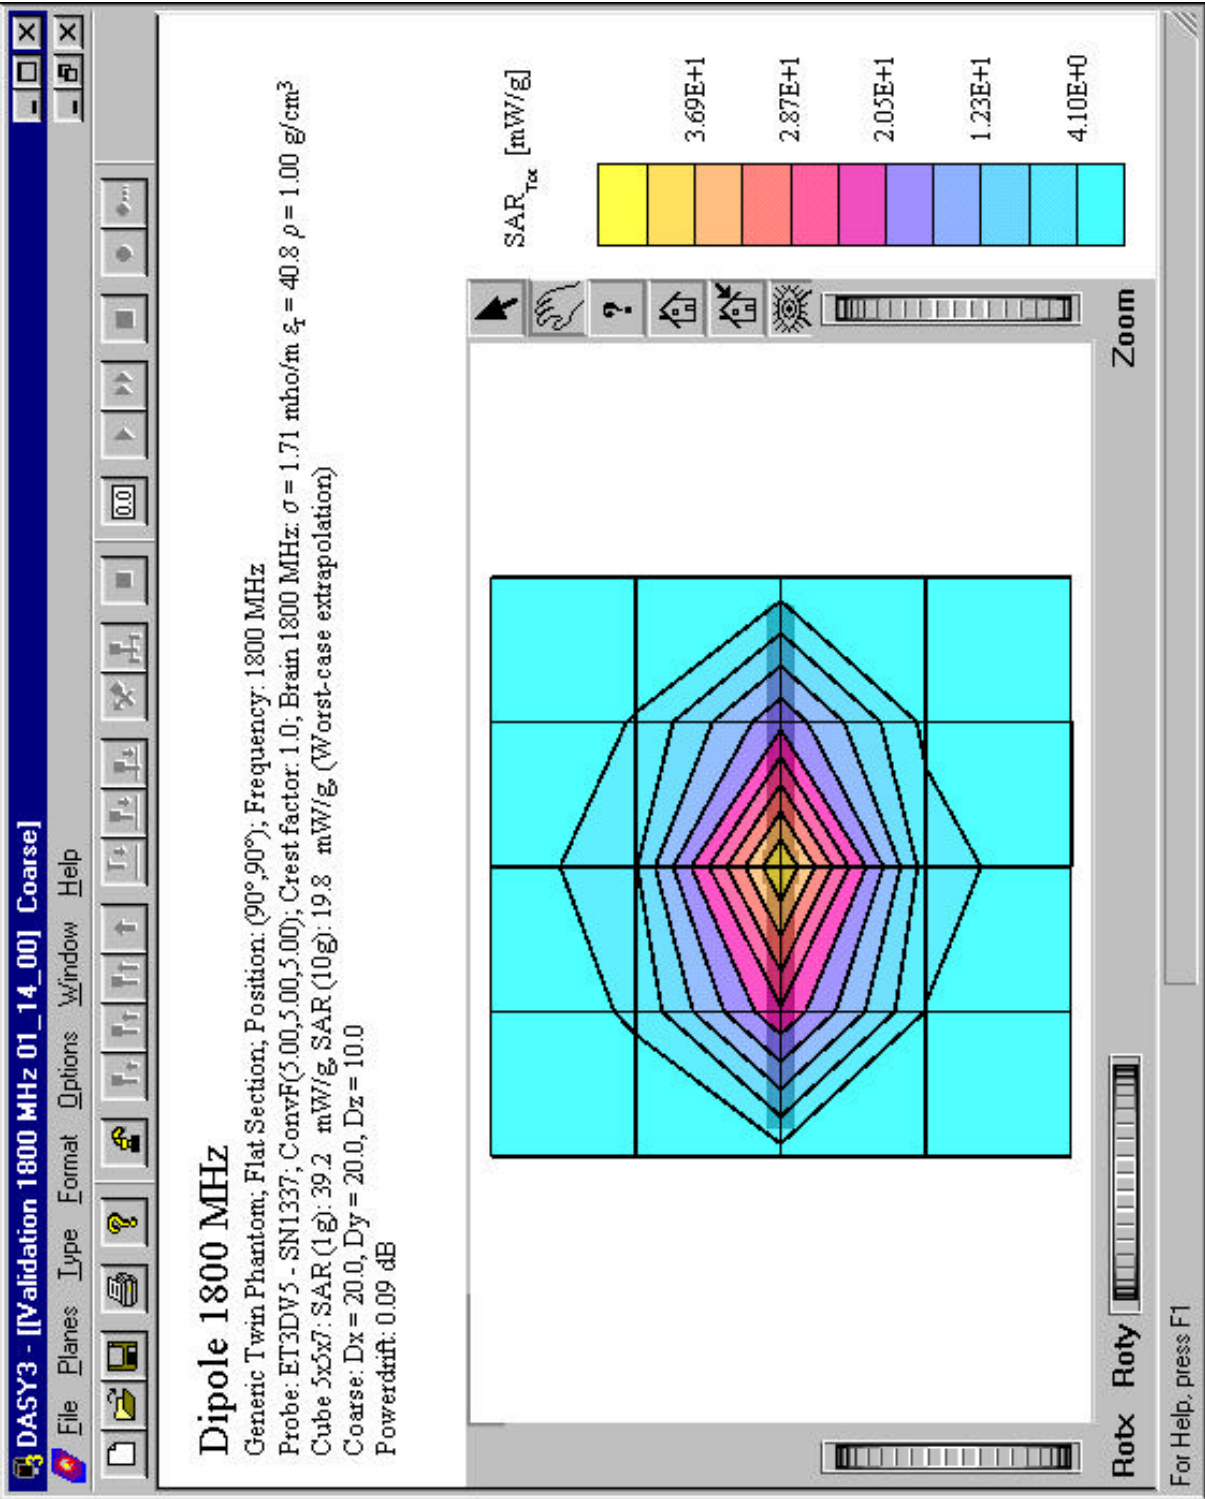 DASY3 - [[Validation 1800 MHz 01_14_00] Coarse]
File Planes Type Format Options Window Help
0.0
Dipole 1800 MHz
Generic Twin Phantom; Flat Section; Position: (90°,90°); Frequency: 1800 MHz
Probe: ET3DV5 - SN1337; ConvF(5.00,5.00,5.00); Crest factor: 1.0; Brain 1800 MHz: σ = 1.71 mho/m εr = 40.8 ρ = 1.00 g/cm³
Cube 5x5x7: SAR (1g): 39.2 mW/g, SAR (10g): 19.8 mW/g, (Worst-case extrapolation)
Coarse: Dx = 20.0, Dy = 20.0, Dz = 10.0
Powerdrift: 0.09 dB
SARTot [mW/g]
3.69E+1
2.87E+1
2.05E+1
1.23E+1
4.10E+0
Rotx Roty Zoom
For Help, press F1